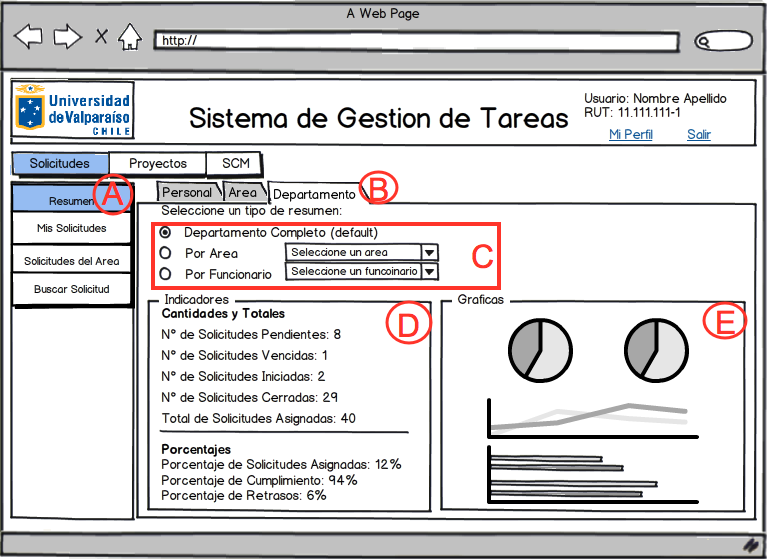 A Web Page
http://
Universidad
de Valparaíso
CHILE
Sistema de Gestion de Tareas
Usuario: Nombre Apellido
RUT: 11.111.111-1
Mi Perfil Salir
Solicitudes Proyectos SCM
Resumen
A
Mis Solicitudes
Solicitudes del Area
Buscar Solicitud
Personal Area Departamento
B
Seleccione un tipo de resumen:
Departamento Completo (default)
Por Area Seleccione un area
Por Funcionario Seleccione un funcoinario
C
Indicadores
D
Cantidades y Totales
N° de Solicitudes Pendientes: 8
N° de Solicitudes Vencidas: 1
N° de Solicitudes Iniciadas: 2
N° de Solicitudes Cerradas: 29
Total de Solicitudes Asignadas: 40
Porcentajes
Porcentaje de Solicitudes Asignadas: 12%
Porcentaje de Cumplimiento: 94%
Porcentaje de Retrasos: 6%
Graficas
E